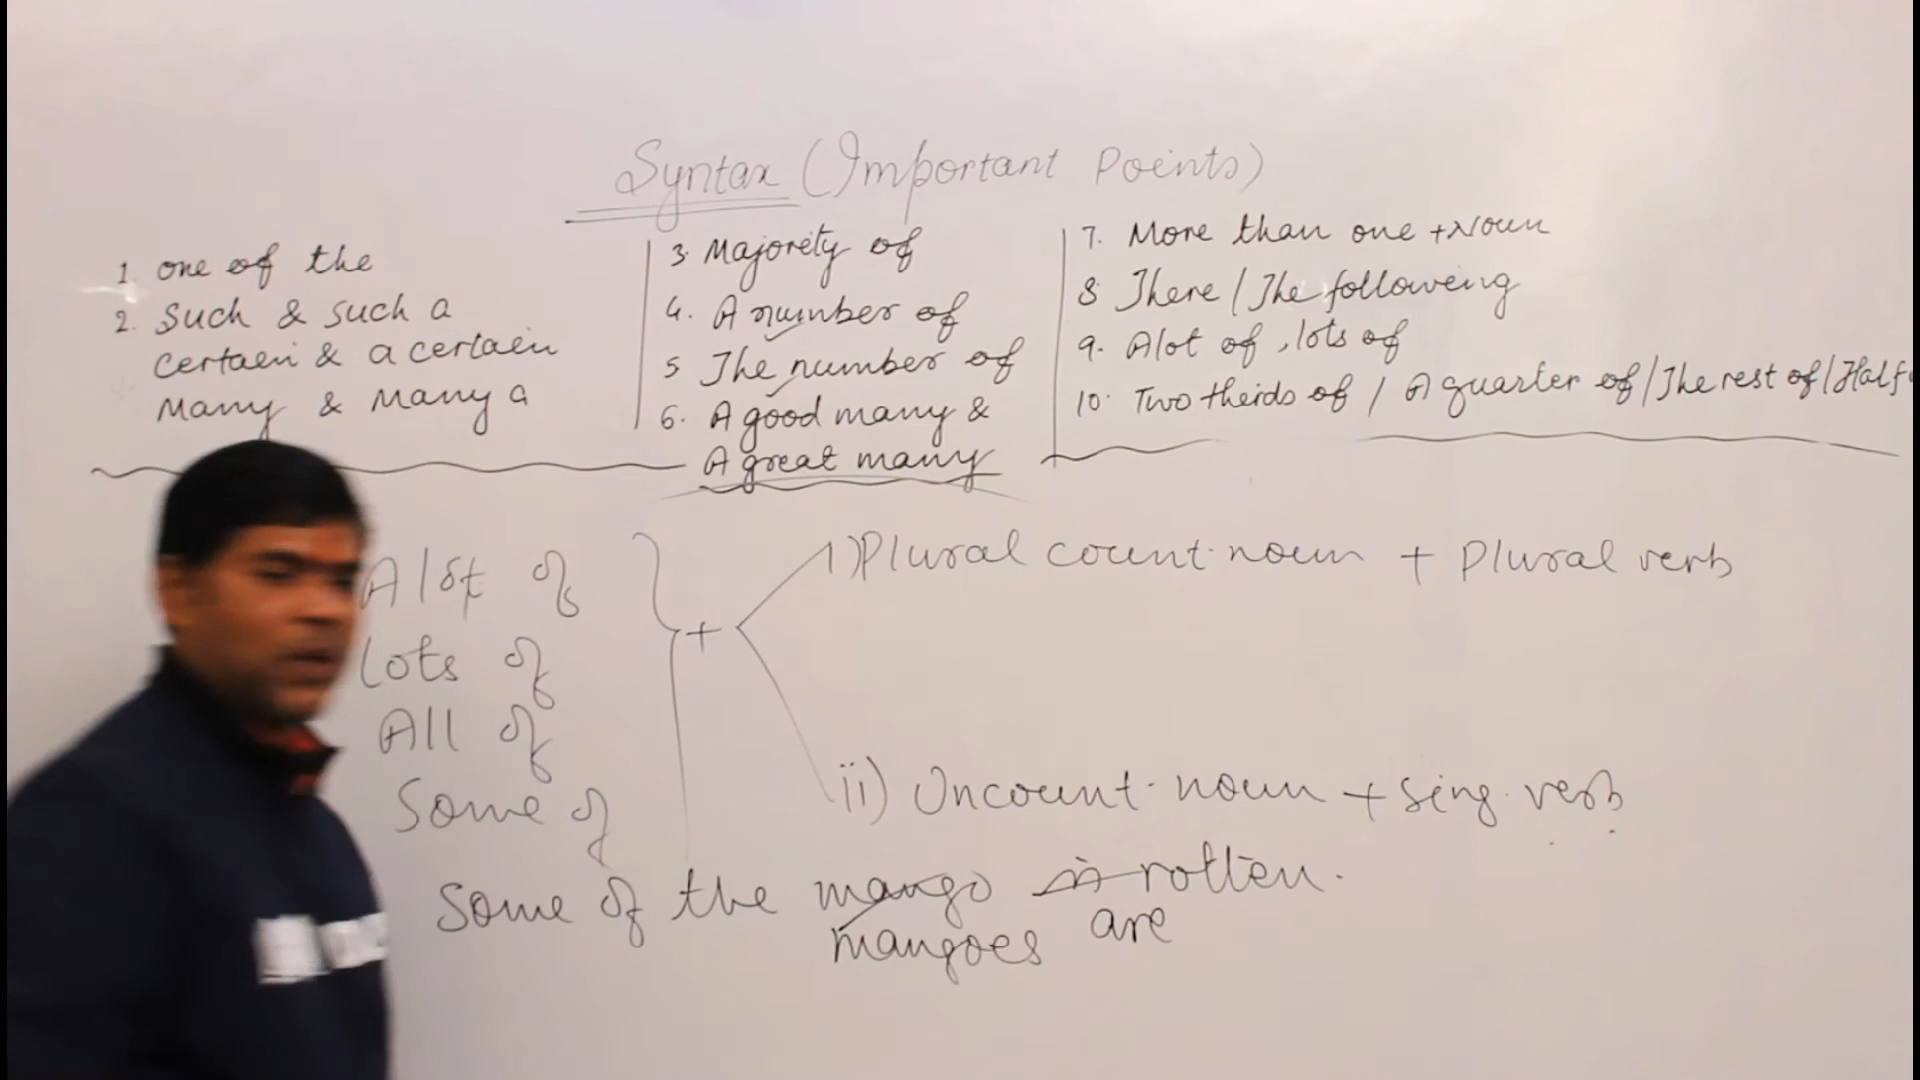 Syntax (Important Points)
1. one of the
2. Such & such a
certain & a certain
Many & Many a
3. Majority of
4. A number of
5 The number of
6. A good many &
A great many
7. More than one + Noun
8 There / The following
9. Alot of , lots of
10. Two thirds of / A quarter of / The rest of / Half
Alot of
Lots of
All of
Some of
+
i) Plural count. noun + Plural verb
ii) Uncount. noun + sing. verb
Some of the mango is rotten.
mangoes are